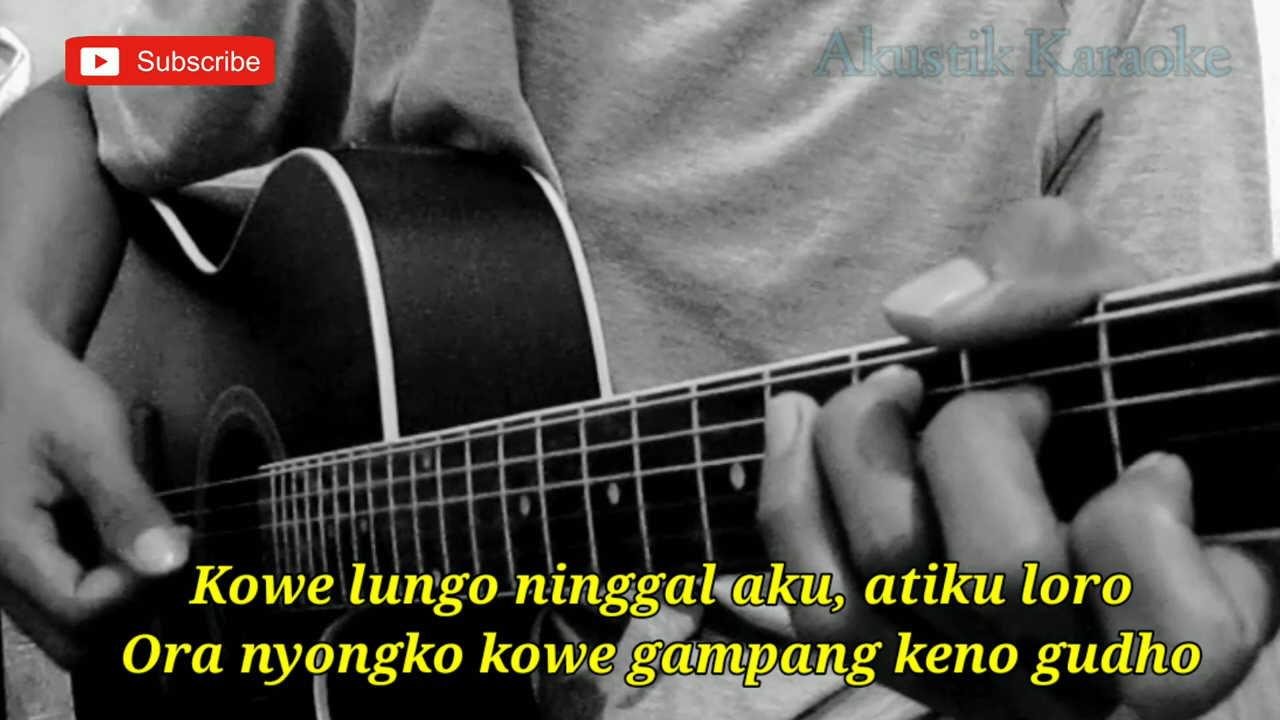 Subscribe
Akustik Karaoke
Kowe lungo ninggal aku, atiku loro
Ora nyongko kowe gampang keno gudho